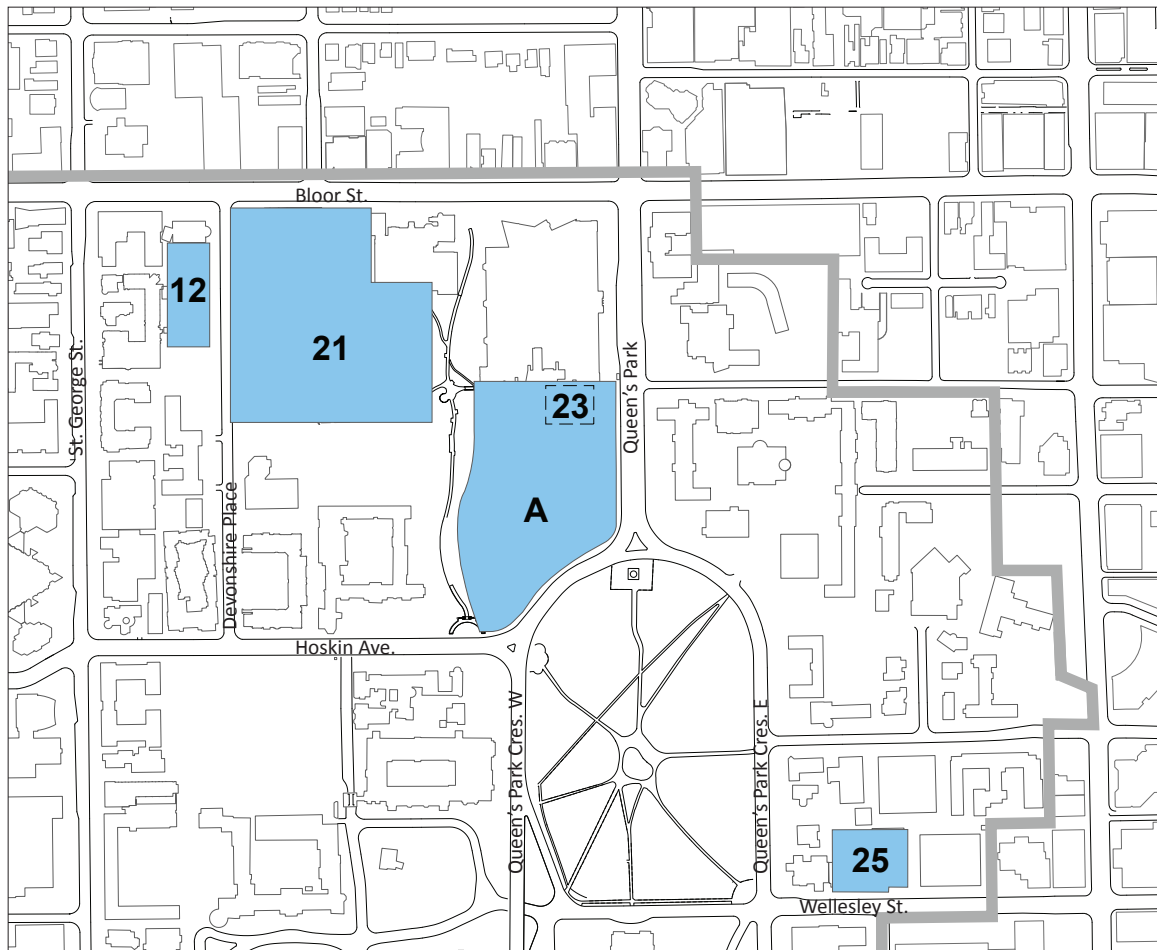 Bloor St.
12
21
St. George St.
Queen's Park
23
A
Devonshire Place
Hoskin Ave.
Queen's Park Cres. W
Queen's Park Cres. E
25
Wellesley St.